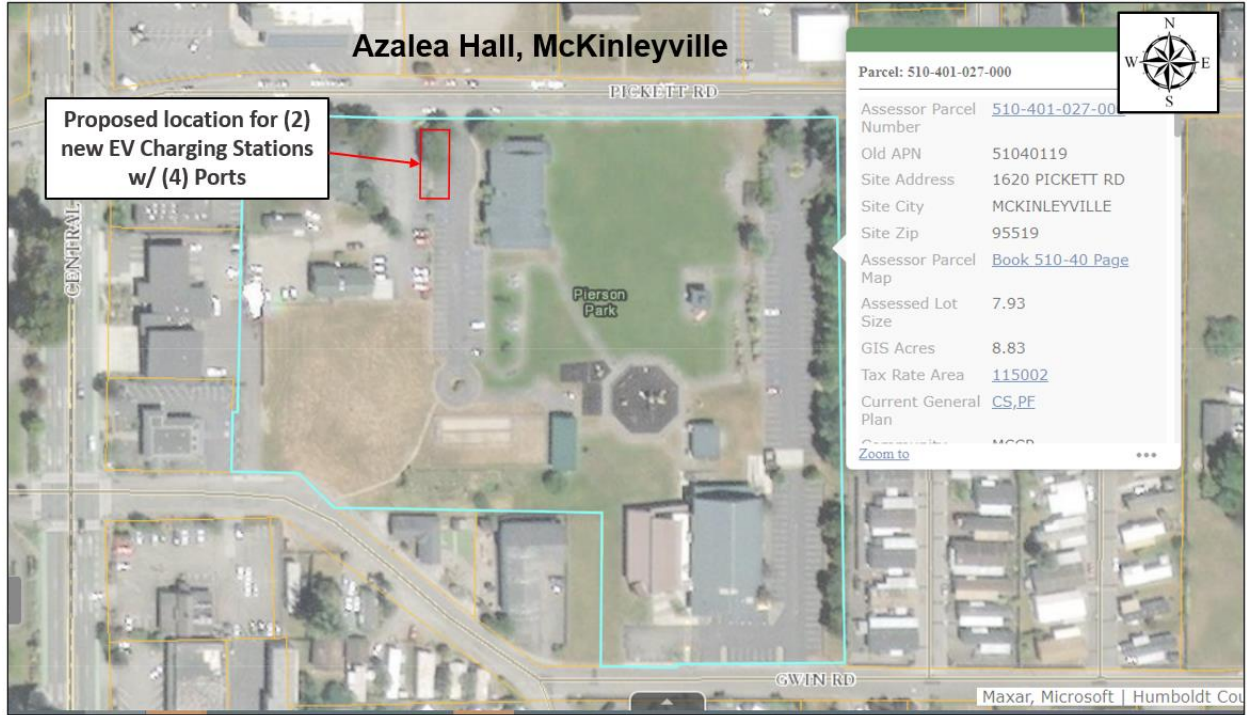 Azalea Hall, McKinleyville
N
W E
S
Parcel: 510-401-027-000
PICKETT RD
Proposed location for (2)
new EV Charging Stations
w/ (4) Ports
Assessor Parcel
Number
510-401-027-00
Old APN
51040119
Site Address
1620 PICKETT RD
Site City
MCKINLEYVILLE
Site Zip
95519
Assessor Parcel
Map
Book 510-40 Page
Assessed Lot
Size
7.93
GIS Acres
8.83
Tax Rate Area
115002
Current General
Plan
CS,PF
Zoom to
CENTRAL
Pierson
Park
GWIN RD
Maxar, Microsoft | Humboldt Cou